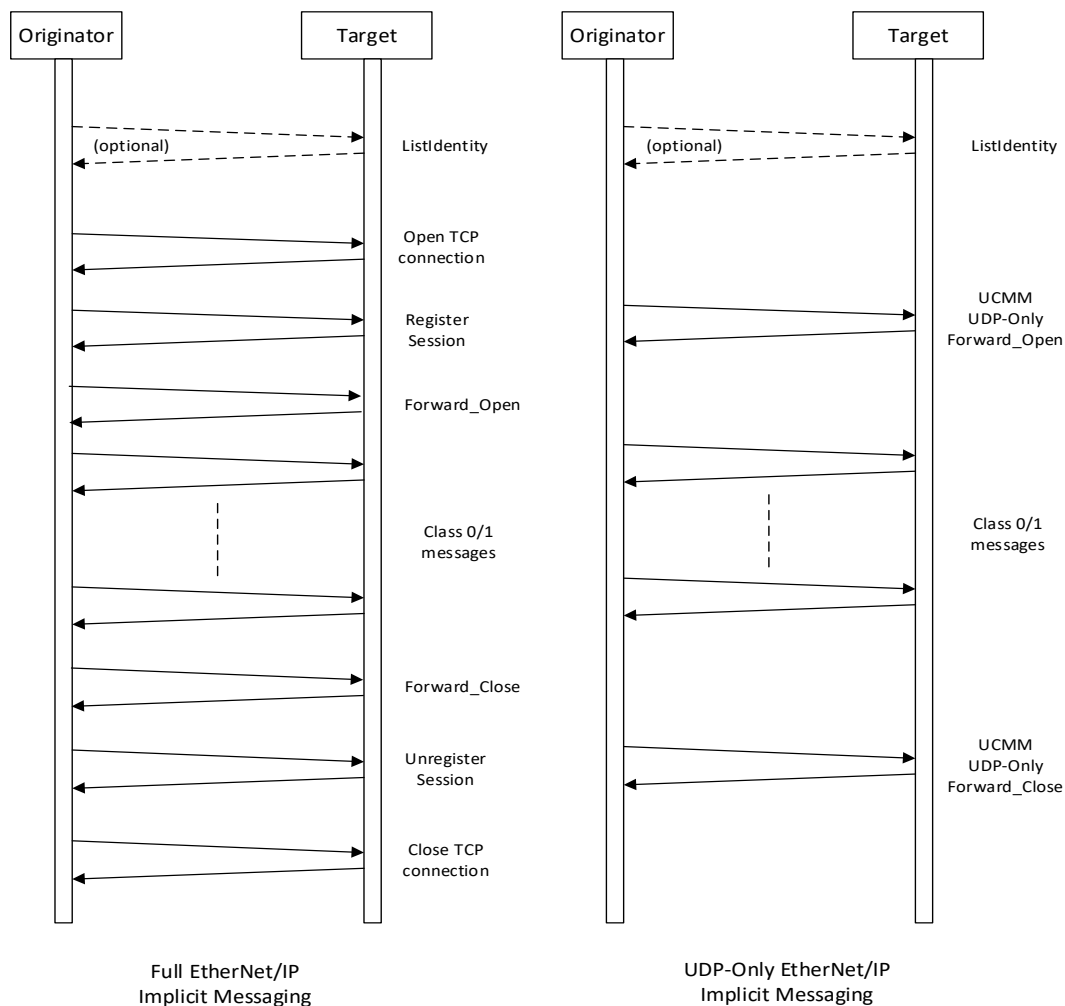 Originator
Target
(optional)
ListIdentity
Open TCP
connection
Register
Session
Forward_Open
Class 0/1
messages
Forward_Close
Unregister
Session
Close TCP
connection
Full EtherNet/IP
Implicit Messaging
Originator
Target
(optional)
ListIdentity
UCMM
UDP-Only
Forward_Open
Class 0/1
messages
UCMM
UDP-Only
Forward_Close
UDP-Only EtherNet/IP
Implicit Messaging